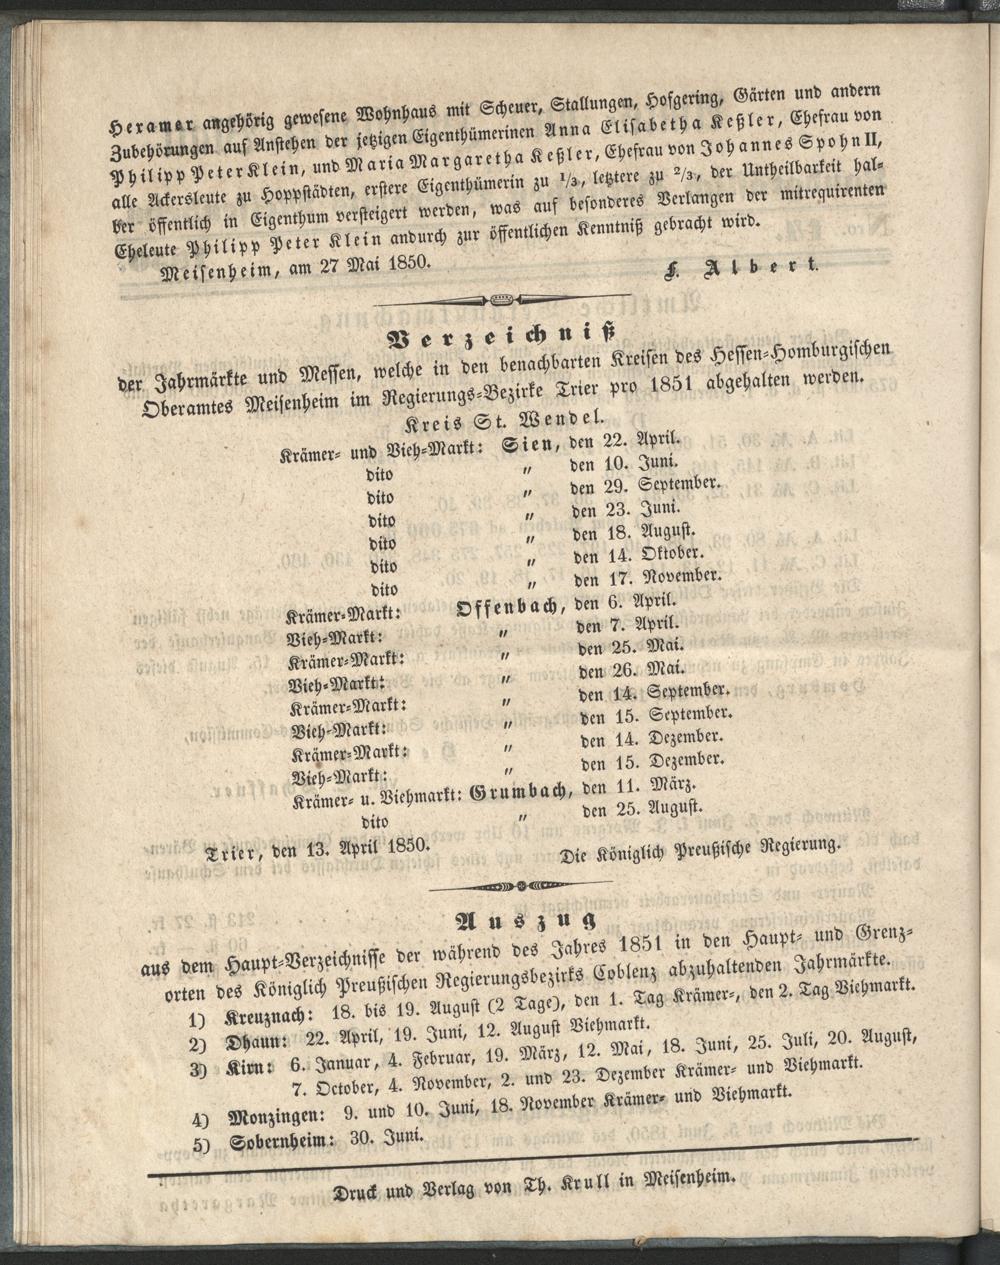 Heramer angehörig gewesene Wohnhaus mit Scheuer, Stallungen, Hofgering, Gärten und andern
Zubehörungen auf Anstehen der jetzigen Eigenthümerinen Anna Elisabetha Keßler, Ehefrau von
Philipp Peter Klein, und Maria Margaretha Keßler, Ehefrau von Johannes Spohn II,
alle Ackersleute zu Hoppstädten, erstere Eigenthümerin zu 1/3, letztere zu 2/3, der Untheilbarkeit hal-
ber öffentlich in Eigenthum versteigert werden, was auf besonderes Verlangen der mitrequirenten
Eheleute Philipp Peter Klein andurch zur öffentlichen Kenntniß gebracht wird.
Meisenheim, am 27 Mai 1850.
F. Albert.
Verzeichniß
der Jahrmärkte und Messen, welche in den benachbarten Kreisen des Hessen-Homburgischen
Oberamtes Meisenheim im Regierungs-Bezirke Trier pro 1851 abgehalten werden.
Kreis St. Wendel.
Krämer- und Vieh-Markt: Sien, den 22. April.
dito " den 10. Juni.
dito " den 29. September.
dito " den 23. Juni.
dito " den 18. August.
dito " den 14. Oktober.
dito " den 17. November.
Krämer-Markt: Offenbach, den 6. April.
Vieh-Markt: " den 7. April.
Krämer-Markt: " den 25. Mai.
Vieh-Markt: " den 26. Mai.
Krämer-Markt: " den 14. September.
Vieh-Markt: " den 15. September.
Krämer-Markt: " den 14. Dezember.
Vieh-Markt: " den 15. Dezember.
Krämer- u. Viehmarkt: Grumbach, den 11. März.
dito " den 25. August.
Trier, den 13. April 1850.
Die Königlich Preußische Regierung.
Auszug
aus dem Haupt-Verzeichnisse der während des Jahres 1851 in den Haupt- und Grenz-
orten des Königlich Preußischen Regierungsbezirks Coblenz abzuhaltenden Jahrmärkte.
1) Kreuznach: 18. bis 19. August (2 Tage), den 1. Tag Krämer-, den 2. Tag Viehmarkt.
2) Dhaun: 22. April, 19. Juni, 12. August Viehmarkt.
3) Kirn: 6. Januar, 4. Februar, 19. März, 12. Mai, 18. Juni, 25. Juli, 20. August,
7. October, 4. November, 2. und 23. Dezember Krämer- und Viehmarkt.
4) Monzingen: 9. und 10. Juni, 18. November Krämer- und Viehmarkt.
5) Sobernheim: 30. Juni.
Druck und Verlag von Th. Krull in Meisenheim.